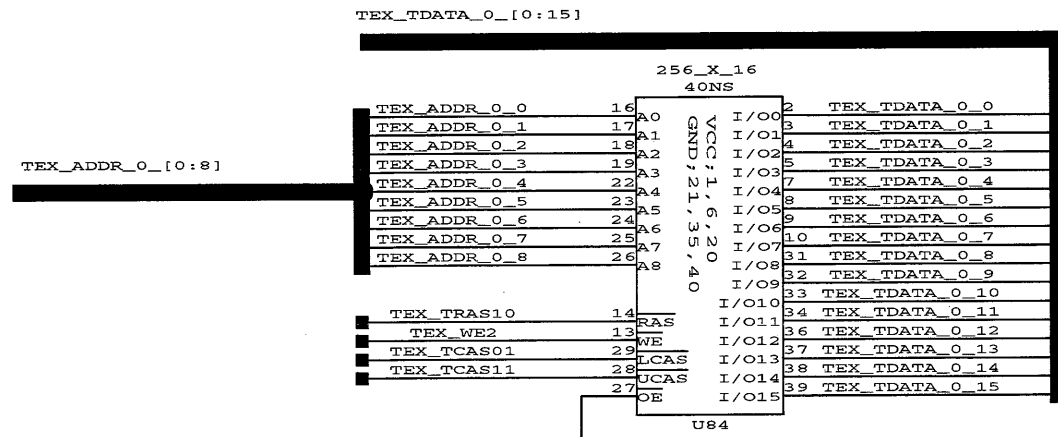 TEX_TDATA_0_[0:15]
256_X_16
40NS
TEX_ADDR_0_[0:8]
TEX_ADDR_0_0 16 A0 I/O0 2 TEX_TDATA_0_0
TEX_ADDR_0_1 17 A1 I/O1 3 TEX_TDATA_0_1
TEX_ADDR_0_2 18 A2 I/O2 4 TEX_TDATA_0_2
TEX_ADDR_0_3 19 A3 I/O3 5 TEX_TDATA_0_3
TEX_ADDR_0_4 22 A4 I/O4 7 TEX_TDATA_0_4
TEX_ADDR_0_5 23 A5 I/O5 8 TEX_TDATA_0_5
TEX_ADDR_0_6 24 A6 I/O6 9 TEX_TDATA_0_6
TEX_ADDR_0_7 25 A7 I/O7 10 TEX_TDATA_0_7
TEX_ADDR_0_8 26 A8 I/O8 31 TEX_TDATA_0_8
I/O9 32 TEX_TDATA_0_9
I/O10 33 TEX_TDATA_0_10
TEX_TRAS10 14 RAS I/O11 34 TEX_TDATA_0_11
TEX_WE2 13 WE I/O12 36 TEX_TDATA_0_12
TEX_TCAS01 29 LCAS I/O13 37 TEX_TDATA_0_13
TEX_TCAS11 28 UCAS I/O14 38 TEX_TDATA_0_14
27 OE I/O15 39 TEX_TDATA_0_15
VCC;1,6,20
GND;21,35,40
U84